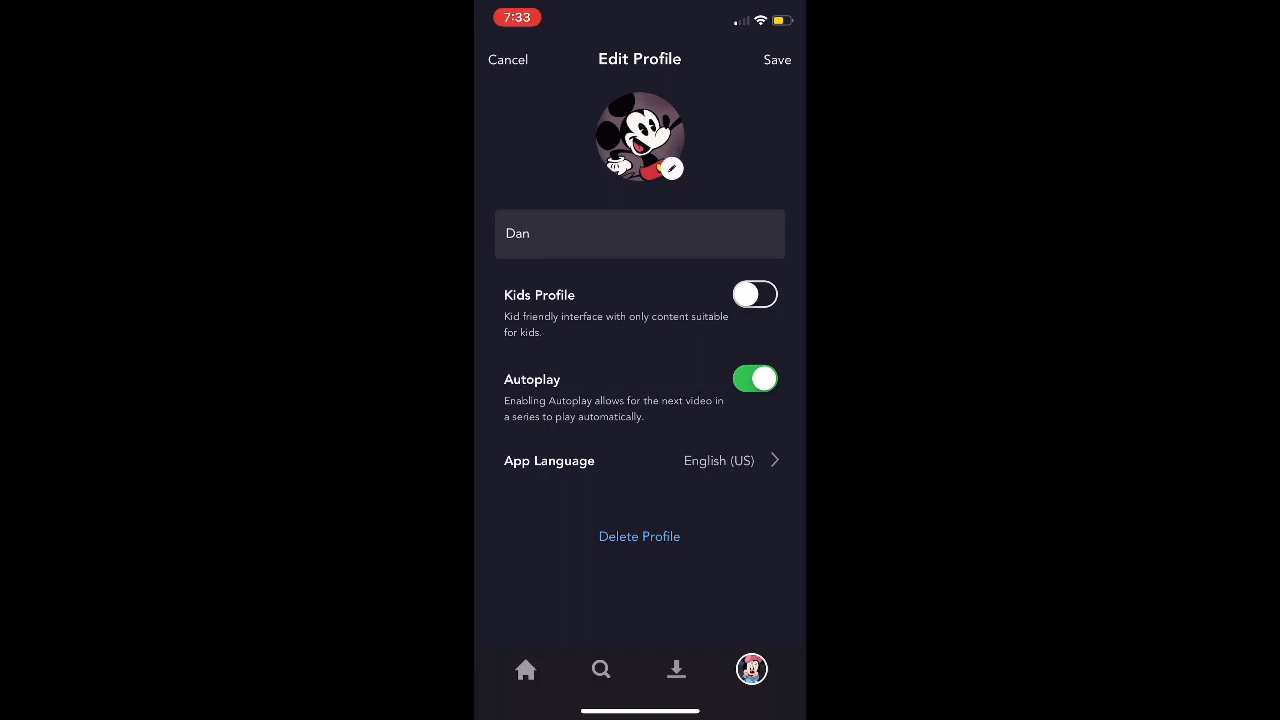 7:33
Cancel
Edit Profile
Save
Dan
Kids Profile
Kid friendly interface with only content suitable
for kids.
Autoplay
Enabling Autoplay allows for the next video in
a series to play automatically.
App Language
English (US)
Delete Profile